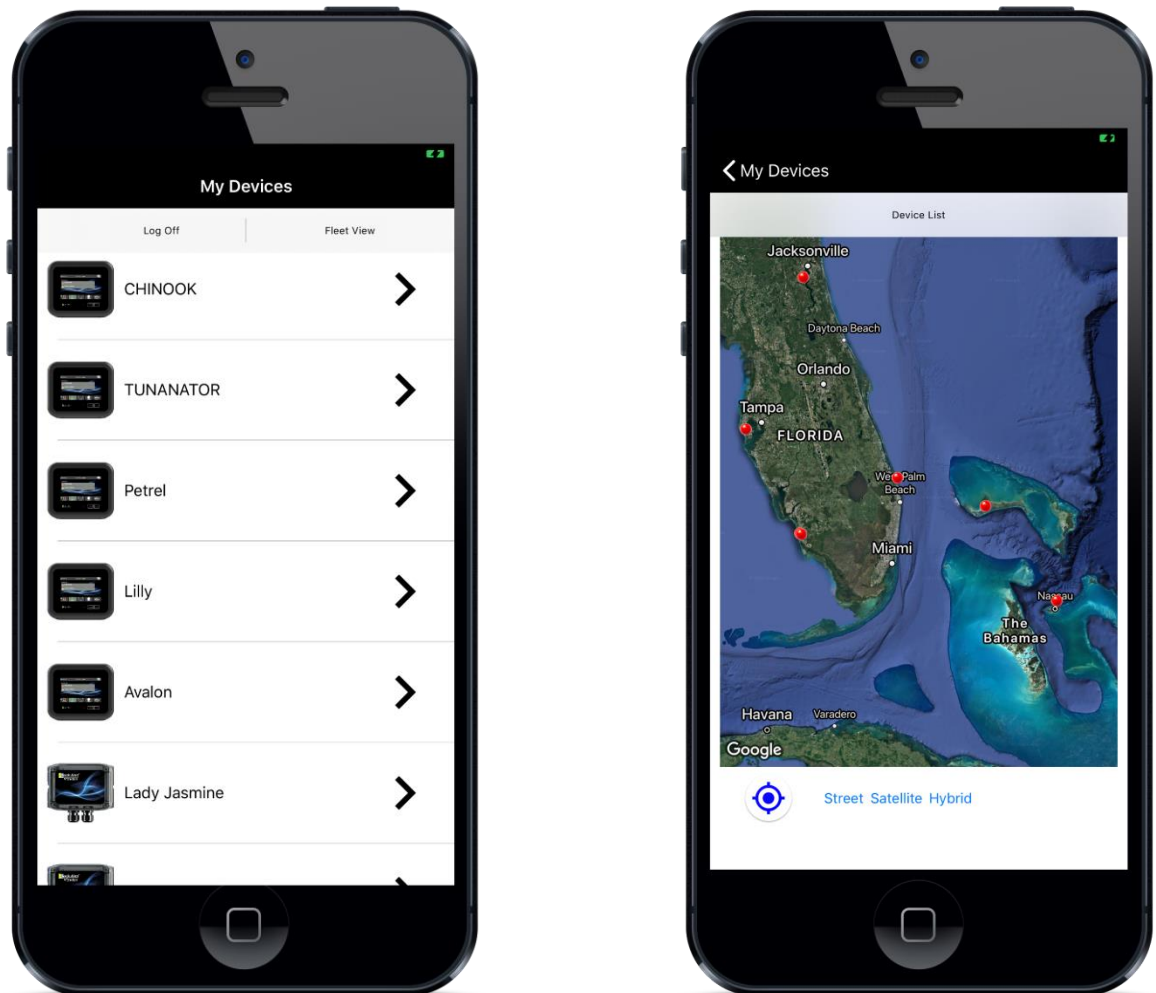 My Devices
Log Off Fleet View
CHINOOK
TUNANATOR
Petrel
Lilly
Avalon
Lady Jasmine
My Devices
Device List
Jacksonville
Daytona Beach
Orlando
Tampa
FLORIDA
West Palm
Beach
Miami
Nassau
The
Bahamas
Havana Varadero
Google
Street Satellite Hybrid